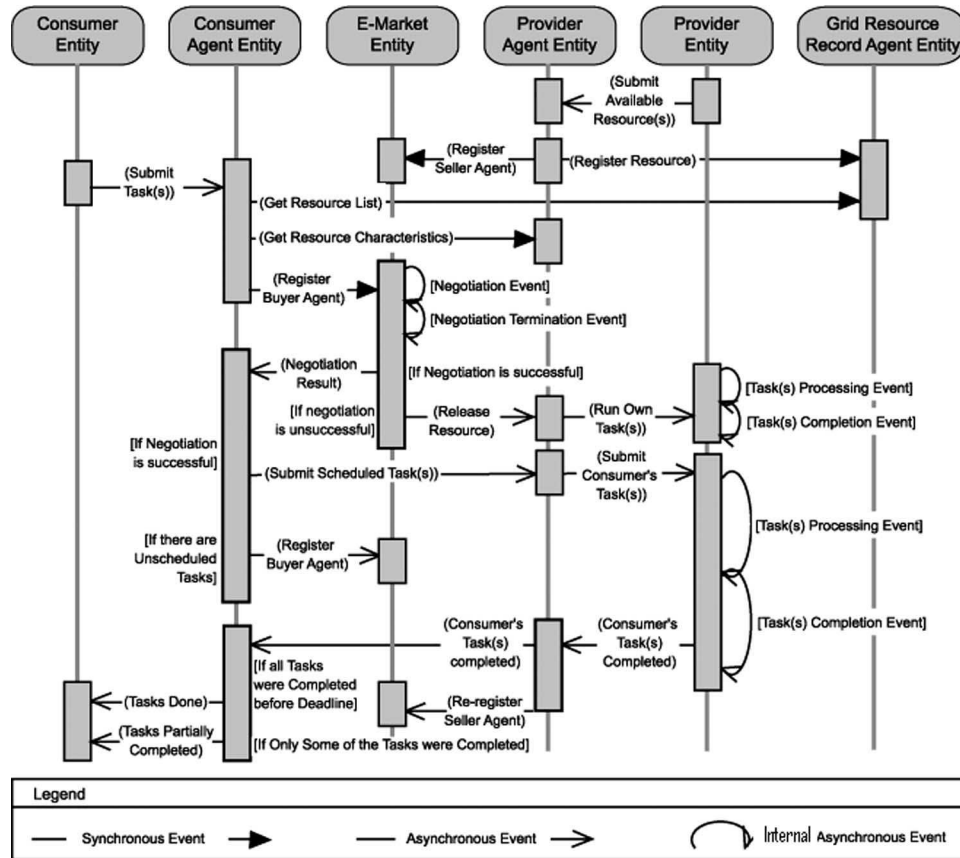 Consumer
Entity
Consumer
Agent Entity
E-Market
Entity
Provider
Agent Entity
Provider
Entity
Grid Resource
Record Agent Entity
(Submit
Available
Resource(s))
(Register
Seller Agent)
(Register Resource)
(Submit
Task(s))
(Get Resource List)
(Get Resource Characteristics)
(Register
Buyer Agent)
[Negotiation Event]
[Negotiation Termination Event]
(Negotiation
Result)
[If Negotiation is successful]
[Task(s) Processing Event]
[If negotiation
is unsuccessful]
(Release
Resource)
(Run Own
Task(s))
[Task(s) Completion Event]
[If Negotiation
is successful]
(Submit Scheduled Task(s))
(Submit
Consumer's
Task(s))
[Task(s) Processing Event]
[If there are
Unscheduled
Tasks]
(Register
Buyer Agent)
(Consumer's
Task(s)
completed)
(Consumer's
Task(s)
Completed)
[Task(s) Completion Event]
[If all Tasks
were Completed
before Deadline]
(Tasks Done)
(Re-register
Seller Agent)
(Tasks Partially
Completed)
[If Only Some of the Tasks were Completed]
Legend
Synchronous Event
Asynchronous Event
Internal Asynchronous Event